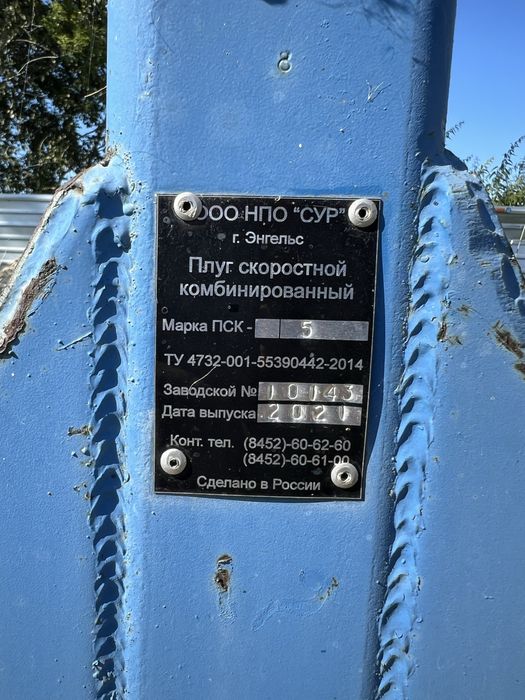 8
ООО НПО "СУР"
г. Энгельс
Плуг скоростной
комбинированный
Марка ПСК - 5
ТУ 4732-001-55390442-2014
Заводской № 10143
Дата выпуска 2021
Конт. тел. (8452)-60-62-60
(8452)-60-61-00
Сделано в России